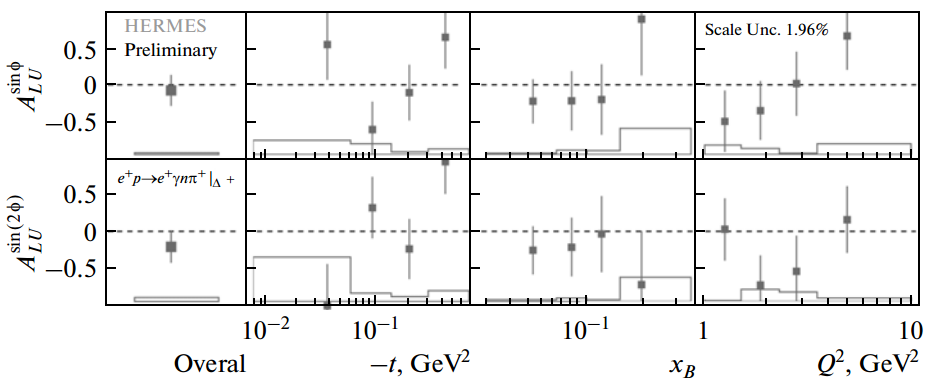 HERMES
Preliminary
Scale Unc. 1.96%
A_{LU}^{sin ϕ}
0.5
0
−0.5
e⁺p→e⁺γnπ⁺|_Δ +
A_{LU}^{sin(2ϕ)}
0.5
0
−0.5
10⁻² 10⁻¹ 10⁻¹ 1 10
Overal −t, GeV² x_B Q², GeV²